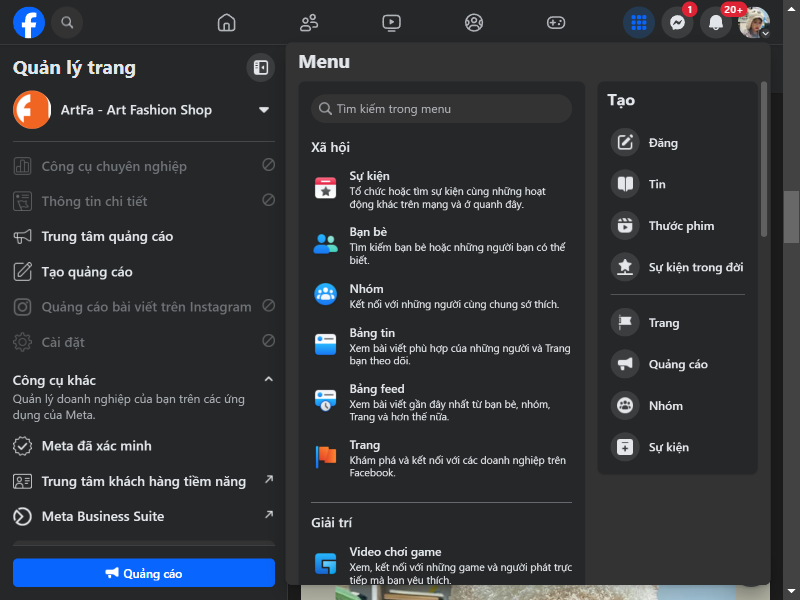 1
20+
Quản lý trang
ArtFa - Art Fashion Shop
Công cụ chuyên nghiệp
Thông tin chi tiết
Trung tâm quảng cáo
Tạo quảng cáo
Quảng cáo bài viết trên Instagram
Cài đặt
Công cụ khác
Quản lý doanh nghiệp của bạn trên các ứng
dụng của Meta.
Meta đã xác minh
Trung tâm khách hàng tiềm năng
Meta Business Suite
Quảng cáo
Menu
Tìm kiếm trong menu
Xã hội
Sự kiện
Tổ chức hoặc tìm sự kiện cùng những hoạt
động khác trên mạng và ở quanh đây.
Bạn bè
Tìm kiếm bạn bè hoặc những người bạn có thể
biết.
Nhóm
Kết nối với những người cùng chung sở thích.
Bảng tin
Xem bài viết phù hợp của những người và Trang
bạn theo dõi.
Bảng feed
Xem bài viết gần đây nhất từ bạn bè, nhóm,
Trang và hơn thế nữa.
Trang
Khám phá và kết nối với các doanh nghiệp trên
Facebook.
Giải trí
Video chơi game
Xem, kết nối với những game và người phát trực
tiếp mà bạn yêu thích.
Tạo
Đăng
Tin
Thước phim
Sự kiện trong đời
Trang
Quảng cáo
Nhóm
Sự kiện